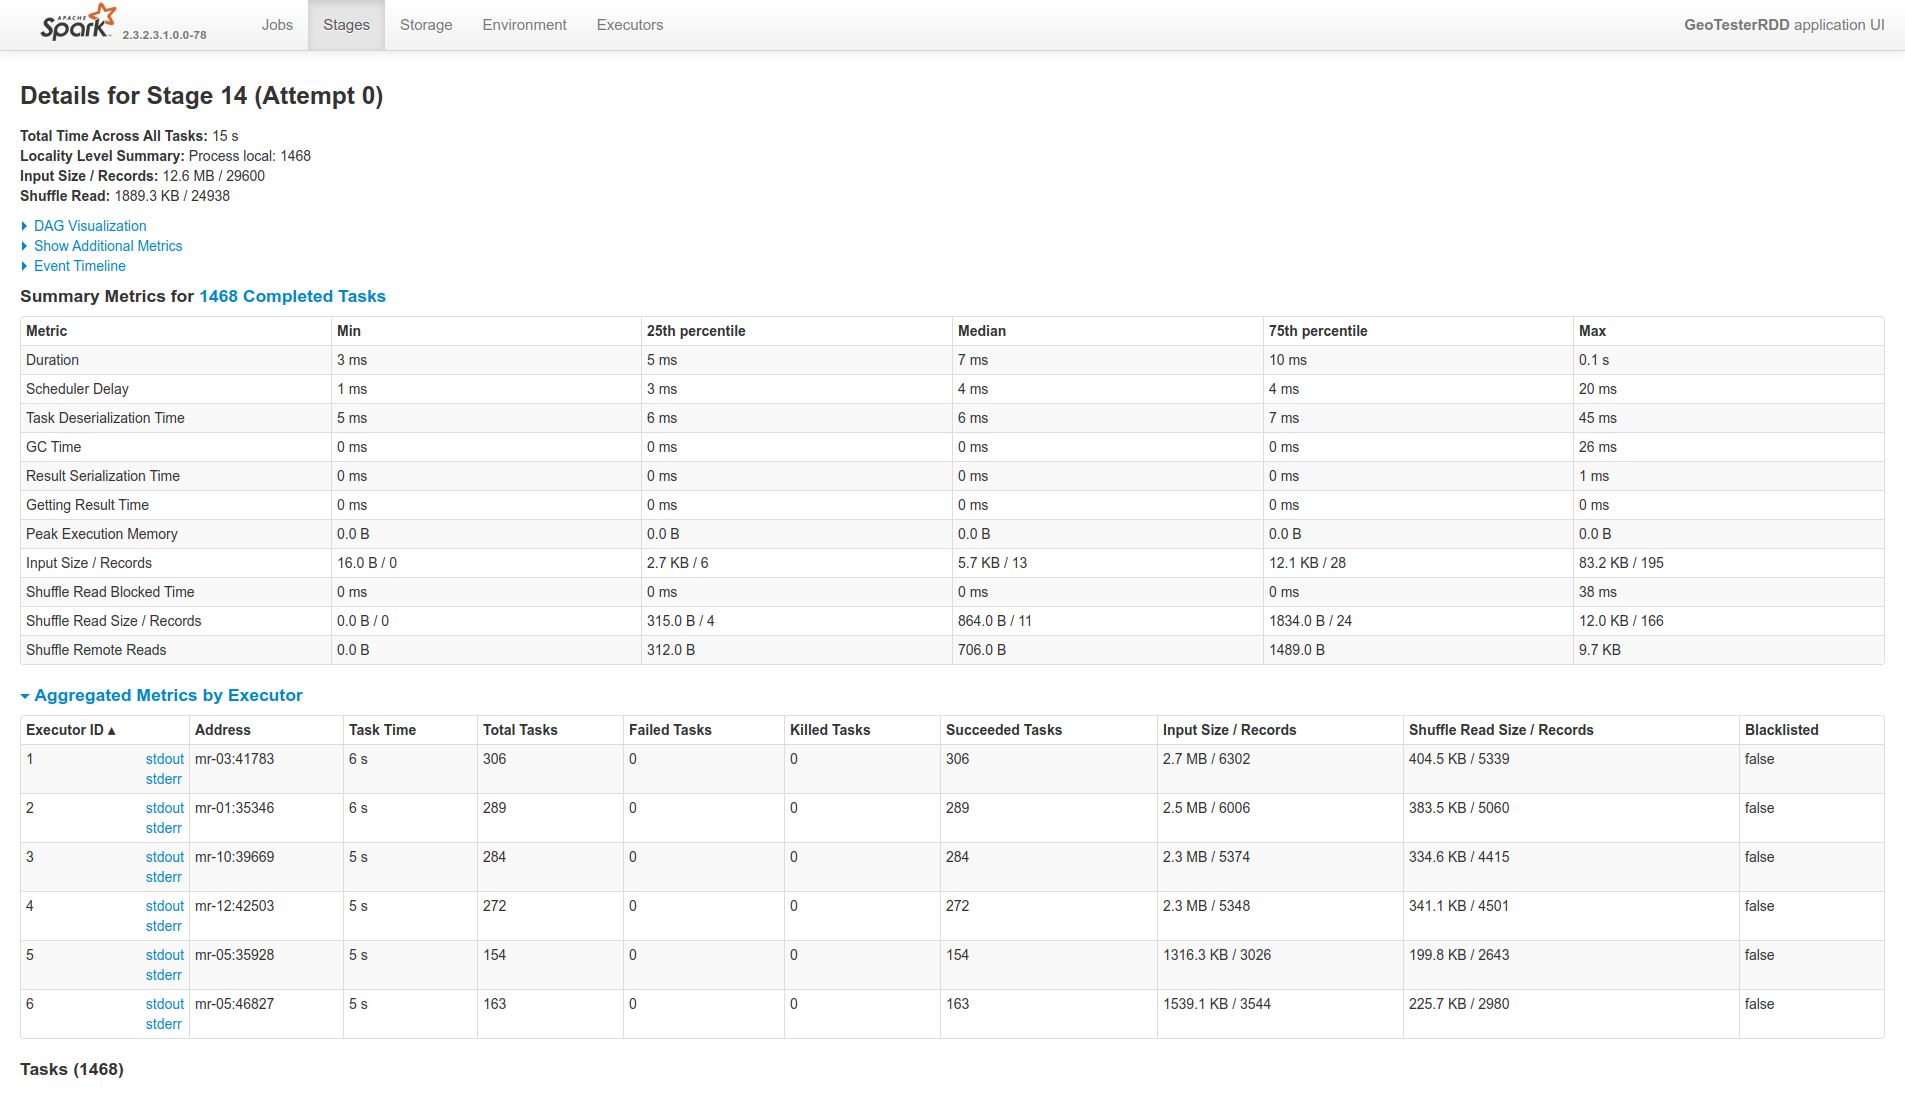 APACHE
Spark 2.3.2.3.1.0.0-78 Jobs Stages Storage Environment Executors GeoTesterRDD application UI
Details for Stage 14 (Attempt 0)
Total Time Across All Tasks: 15 s
Locality Level Summary: Process local: 1468
Input Size / Records: 12.6 MB / 29600
Shuffle Read: 1889.3 KB / 24938
DAG Visualization
Show Additional Metrics
Event Timeline
Summary Metrics for 1468 Completed Tasks
Metric Min 25th percentile Median 75th percentile Max
Duration 3 ms 5 ms 7 ms 10 ms 0.1 s
Scheduler Delay 1 ms 3 ms 4 ms 4 ms 20 ms
Task Deserialization Time 5 ms 6 ms 6 ms 7 ms 45 ms
GC Time 0 ms 0 ms 0 ms 0 ms 26 ms
Result Serialization Time 0 ms 0 ms 0 ms 0 ms 1 ms
Getting Result Time 0 ms 0 ms 0 ms 0 ms 0 ms
Peak Execution Memory 0.0 B 0.0 B 0.0 B 0.0 B 0.0 B
Input Size / Records 16.0 B / 0 2.7 KB / 6 5.7 KB / 13 12.1 KB / 28 83.2 KB / 195
Shuffle Read Blocked Time 0 ms 0 ms 0 ms 0 ms 38 ms
Shuffle Read Size / Records 0.0 B / 0 315.0 B / 4 864.0 B / 11 1834.0 B / 24 12.0 KB / 166
Shuffle Remote Reads 0.0 B 312.0 B 706.0 B 1489.0 B 9.7 KB
Aggregated Metrics by Executor
Executor ID ▴ Address Task Time Total Tasks Failed Tasks Killed Tasks Succeeded Tasks Input Size / Records Shuffle Read Size / Records Blacklisted
1 stdout mr-03:41783 6 s 306 0 0 306 2.7 MB / 6302 404.5 KB / 5339 false
stderr
2 stdout mr-01:35346 6 s 289 0 0 289 2.5 MB / 6006 383.5 KB / 5060 false
stderr
3 stdout mr-10:39669 5 s 284 0 0 284 2.3 MB / 5374 334.6 KB / 4415 false
stderr
4 stdout mr-12:42503 5 s 272 0 0 272 2.3 MB / 5348 341.1 KB / 4501 false
stderr
5 stdout mr-05:35928 5 s 154 0 0 154 1316.3 KB / 3026 199.8 KB / 2643 false
stderr
6 stdout mr-05:46827 5 s 163 0 0 163 1539.1 KB / 3544 225.7 KB / 2980 false
stderr
Tasks (1468)